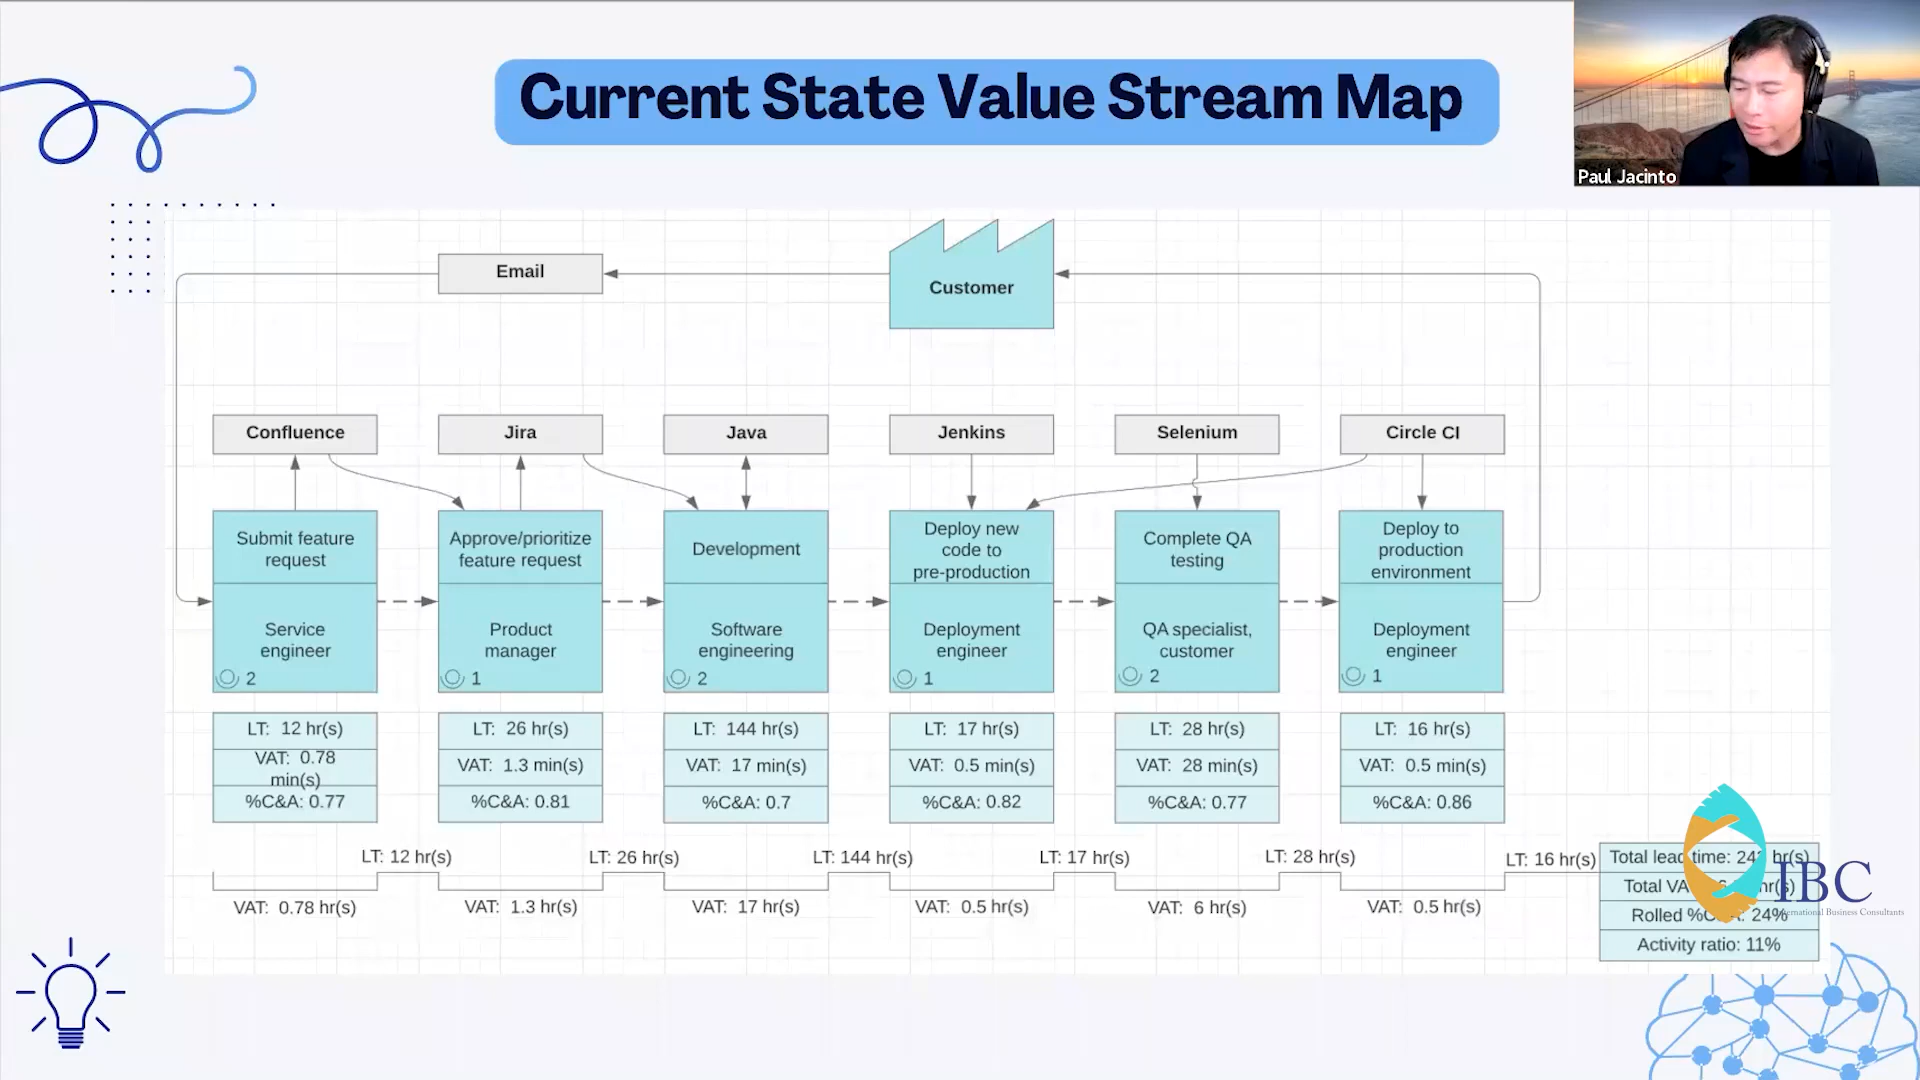 Current State Value Stream Map
Paul Jacinto
Email
Customer
Confluence
Jira
Java
Jenkins
Selenium
Circle CI
Submit feature
request
Approve/prioritize
feature request
Development
Deploy new
code to
pre-production
Complete QA
testing
Deploy to
production
environment
Service
engineer
2
Product
manager
1
Software
engineering
2
Deployment
engineer
1
QA specialist,
customer
2
Deployment
engineer
1
LT: 12 hr(s)
VAT: 0.78
min(s)
%C&A: 0.77
LT: 26 hr(s)
VAT: 1.3 min(s)
%C&A: 0.81
LT: 144 hr(s)
VAT: 17 min(s)
%C&A: 0.7
LT: 17 hr(s)
VAT: 0.5 min(s)
%C&A: 0.82
LT: 28 hr(s)
VAT: 28 min(s)
%C&A: 0.77
LT: 16 hr(s)
VAT: 0.5 min(s)
%C&A: 0.86
LT: 12 hr(s)
LT: 26 hr(s)
LT: 144 hr(s)
LT: 17 hr(s)
LT: 28 hr(s)
LT: 16 hr(s)
VAT: 0.78 hr(s)
VAT: 1.3 hr(s)
VAT: 17 hr(s)
VAT: 0.5 hr(s)
VAT: 6 hr(s)
VAT: 0.5 hr(s)
Total lead time: hr(s)
Total hr(s)
Rolled 24%
Activity ratio: 11%
IBC
International Business Consultants